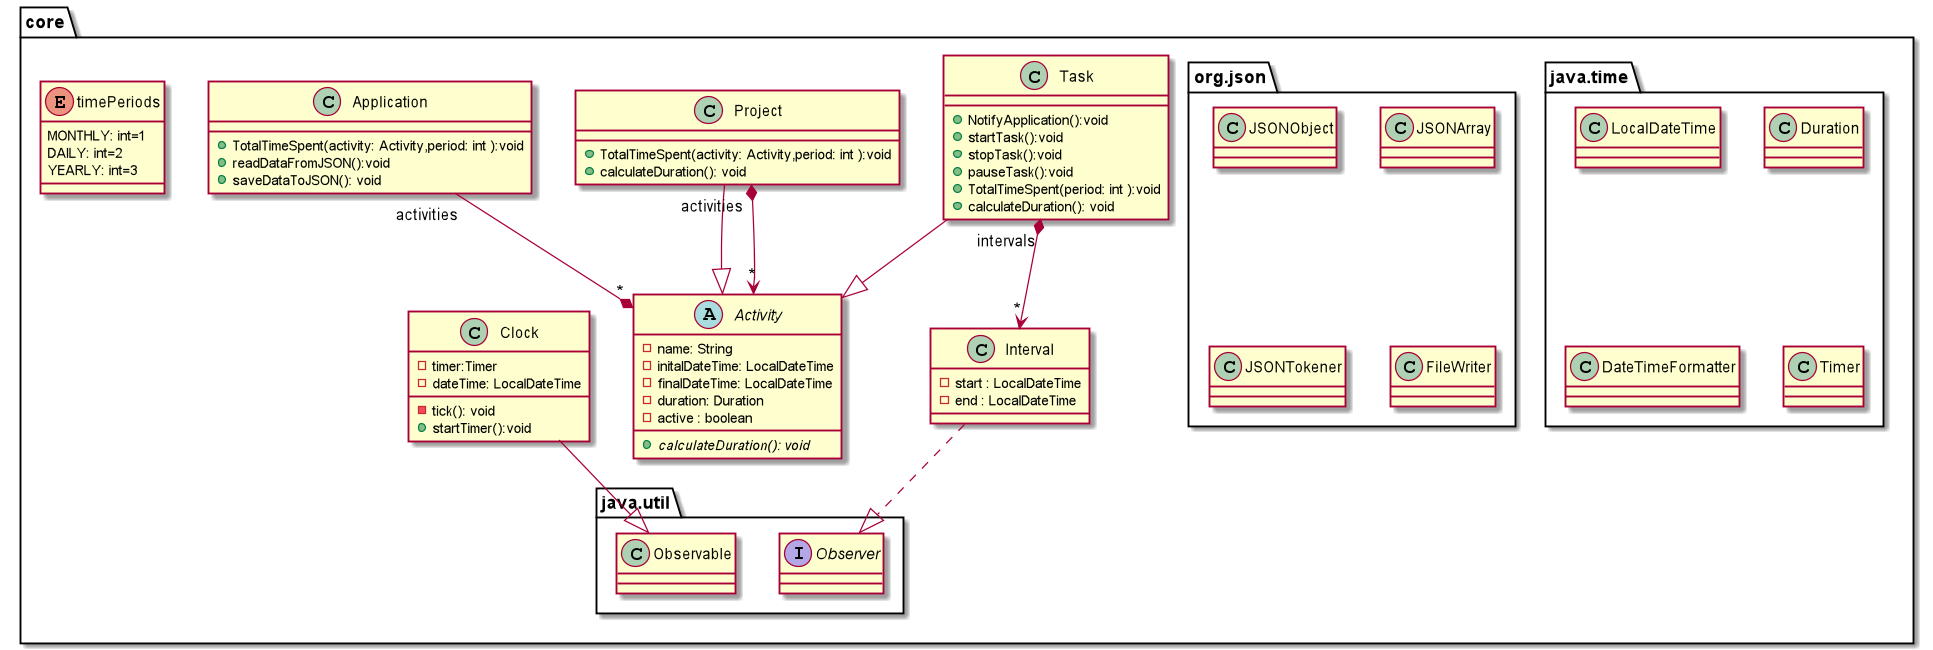 core
E timePeriods
MONTHLY: int=1
DAILY: int=2
YEARLY: int=3
C Application
TotalTimeSpent(activity: Activity,period: int ):void
readDataFromJSON():void
saveDataToJSON(): void
C Project
TotalTimeSpent(activity: Activity,period: int ):void
calculateDuration(): void
C Task
NotifyApplication():void
startTask():void
stopTask():void
pauseTask():void
TotalTimeSpent(period: int ):void
calculateDuration(): void
org.json
C JSONObject
C JSONArray
C JSONTokener
C FileWriter
java.time
C LocalDateTime
C Duration
C DateTimeFormatter
C Timer
activities
*
activities
*
intervals
*
C Clock
timer:Timer
dateTime: LocalDateTime
tick(): void
startTimer():void
A Activity
name: String
initalDateTime: LocalDateTime
finalDateTime: LocalDateTime
duration: Duration
active : boolean
calculateDuration(): void
C Interval
start : LocalDateTime
end : LocalDateTime
java.util
C Observable
I Observer